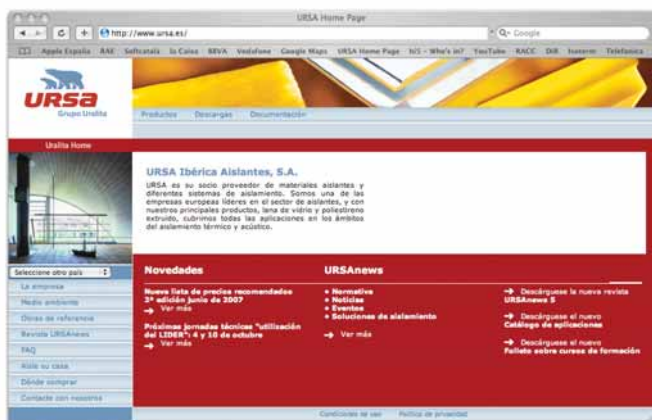 URSA Home Page
http://www.ursa.es/
Google
Apple España RAE Softcatalà la Caixa BBVA Vodafone Google Maps URSA Home Page hi5 - Who's in? YouTube RACC DiR Isotermi Telefonica
URSA
Grupo Uralita
Productos Descargas Documentación
Uralita Home
URSA Ibérica Aislantes, S.A.
URSA es su socio proveedor de materiales aislantes y
diferentes sistemas de aislamiento. Somos una de las
empresas europeas líderes en el sector de aislantes, y con
nuestros principales productos, lana de vidrio y poliestireno
extruido, cubrimos todas las aplicaciones en los ámbitos
del aislamiento térmico y acústico.
Seleccione otro país
La empresa
Medio ambiente
Obras de referencia
Revista URSAnews
FAQ
Aísle su casa
Dónde comprar
Contacte con nosotros
Novedades
Nueva lista de precios recomendados
3ª edición junio de 2007
→ Ver más
Próximas jornadas técnicas "utilización
del LIDER": 4 y 10 de octubre
→ Ver más
URSAnews
• Normativa
• Noticias
• Eventos
• Soluciones de aislamiento
→ Ver más
→ Descárguese la nueva revista
URSAnews 5
→ Descárguese el nuevo
Catálogo de aplicaciones
→ Descárguese el nuevo
Folleto sobre cursos de formación
Condiciones de uso Política de privacidad